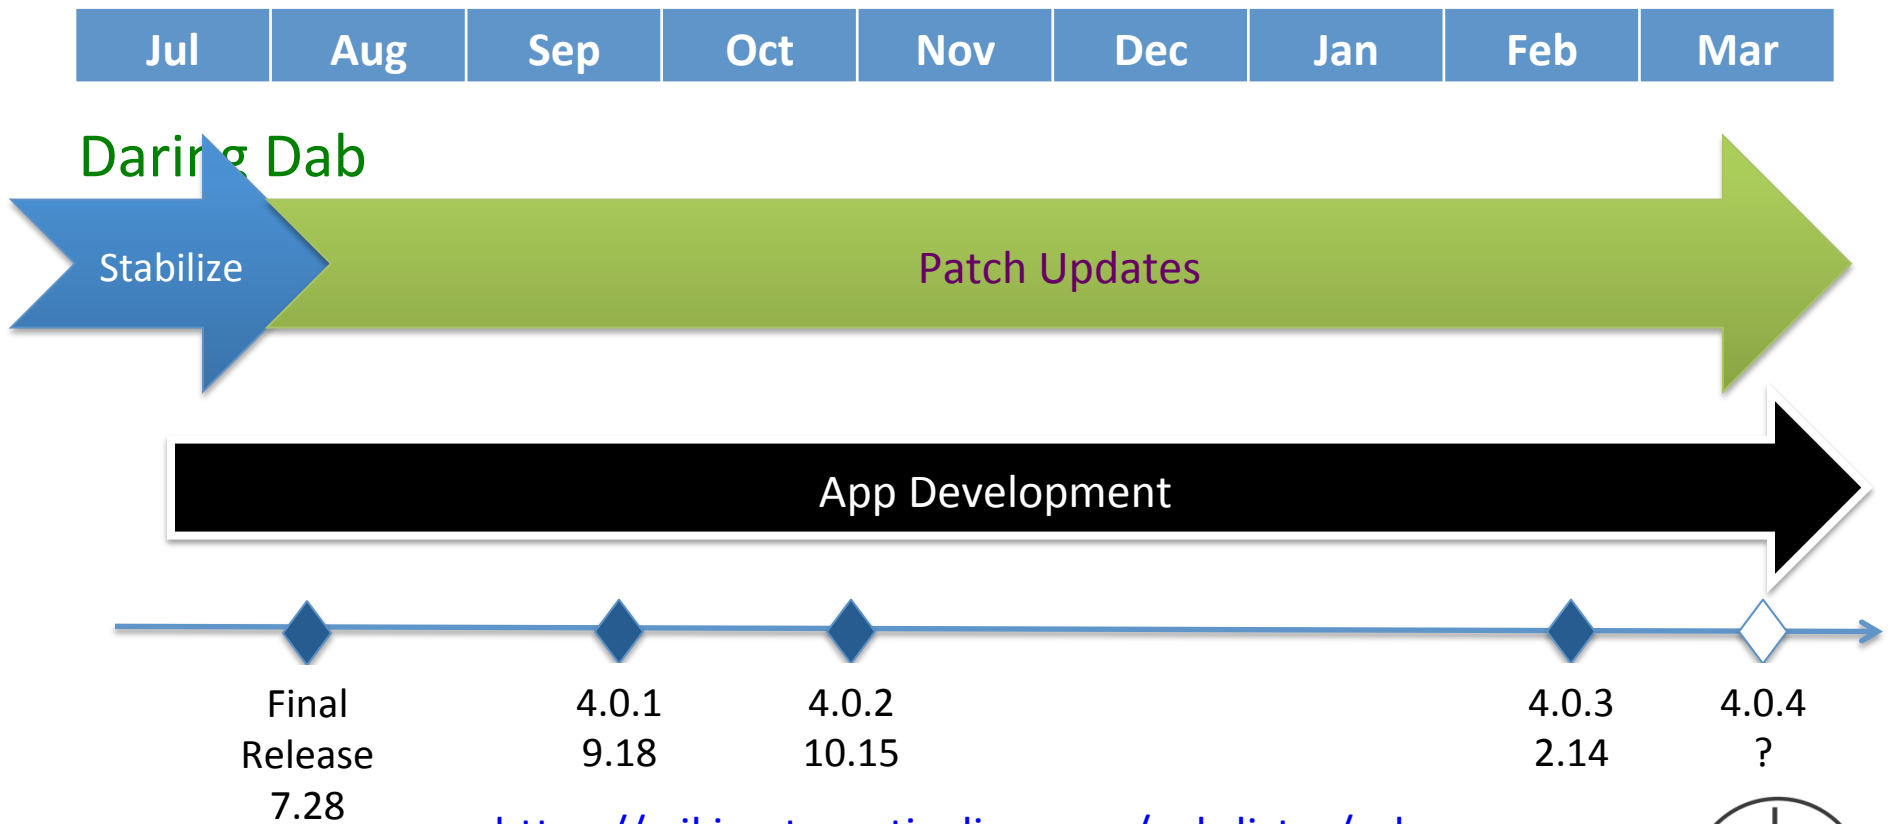 Jul Aug Sep Oct Nov Dec Jan Feb Mar
Daring Dab
Stabilize
Patch Updates
App Development
Final
Release
7.28
4.0.1
9.18
4.0.2
10.15
4.0.3
2.14
4.0.4
?